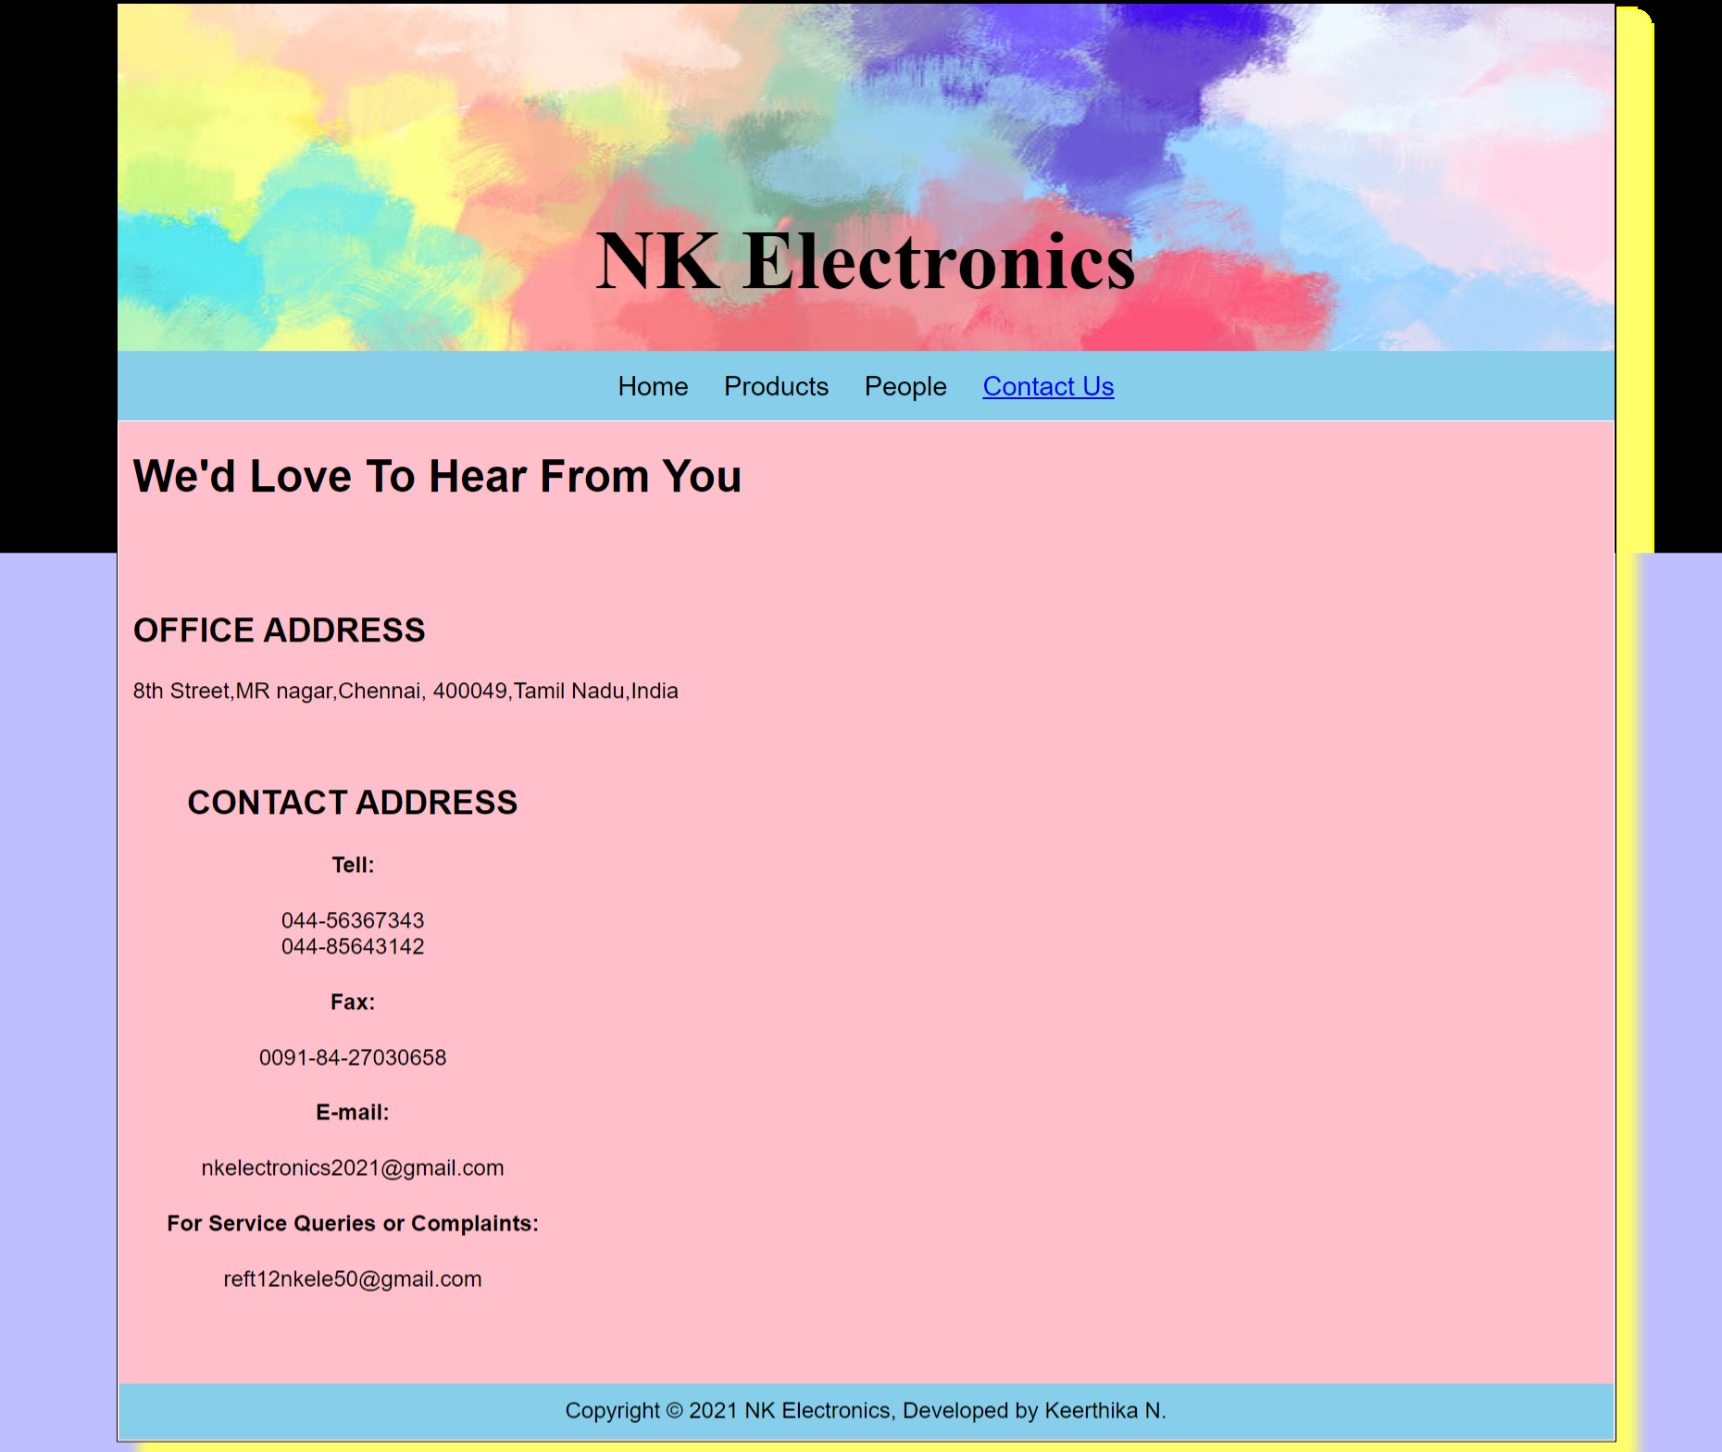 NK Electronics
Home Products People Contact Us
We'd Love To Hear From You
OFFICE ADDRESS
8th Street,MR nagar,Chennai, 400049,Tamil Nadu,India
CONTACT ADDRESS
Tell:
044-56367343
044-85643142
Fax:
0091-84-27030658
E-mail:
nkelectronics2021@gmail.com
For Service Queries or Complaints:
reft12nkele50@gmail.com
Copyright © 2021 NK Electronics, Developed by Keerthika N.